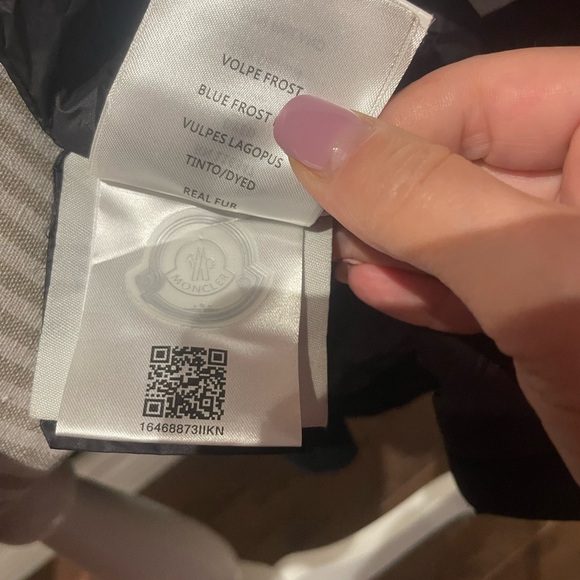 VOLPE FROST
BLUE FROST
VULPES LAGOPUS
TINTO/DYED
REAL FUR
MONCLER
16468873IIKN